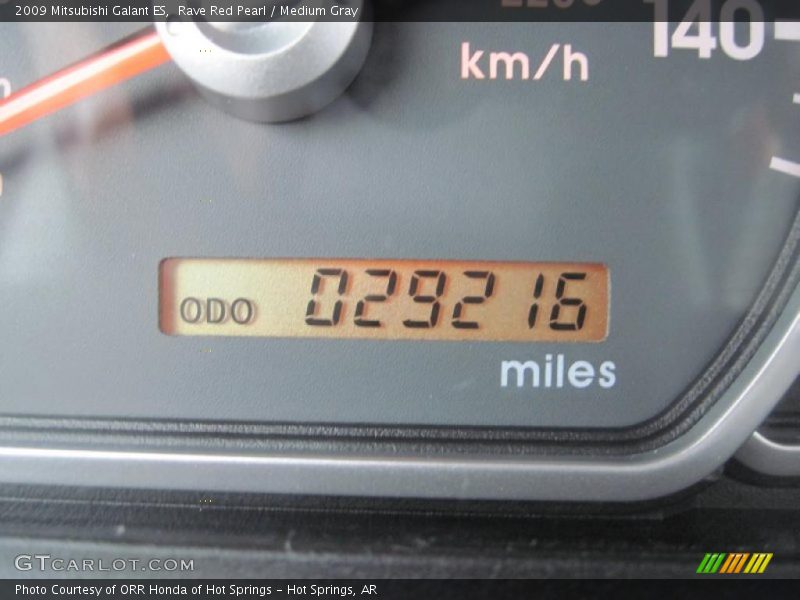 2009 Mitsubishi Galant ES, Rave Red Pearl / Medium Gray
km/h
140
ODO 029216
miles
GTCARLOT.COM
Photo Courtesy of ORR Honda of Hot Springs - Hot Springs, AR